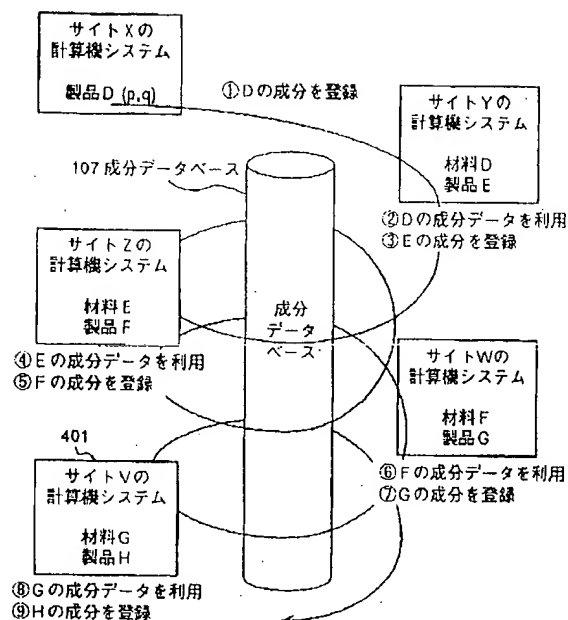 サイトXの
計算機システム
製品D (p,q)
①Dの成分を登録
サイトYの
計算機システム
材料D
製品E
107 成分データベース
②Dの成分データを利用
③Eの成分を登録
サイトZの
計算機システム
材料E
製品F
成分
データ
ベース
④Eの成分データを利用
⑤Fの成分を登録
サイトWの
計算機システム
材料F
製品G
401
サイトVの
計算機システム
材料G
製品H
⑥Fの成分データを利用
⑦Gの成分を登録
⑧Gの成分データを利用
⑨Hの成分を登録